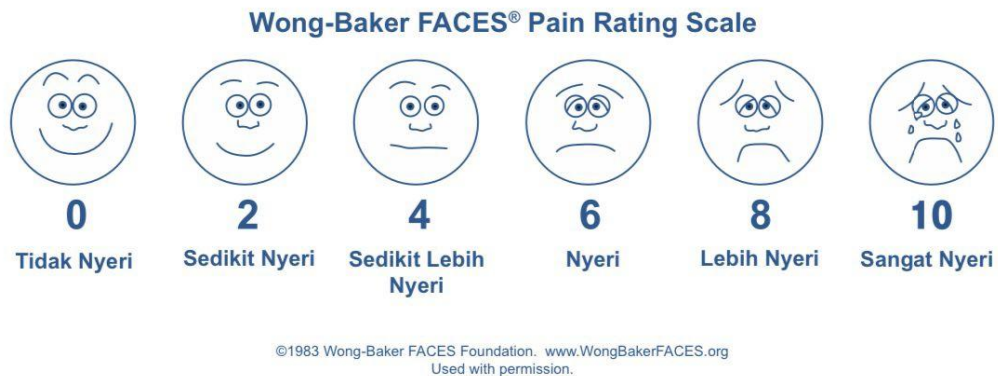 Wong-Baker FACES® Pain Rating Scale
0
2
4
6
8
10
Tidak Nyeri
Sedikit Nyeri
Sedikit Lebih
Nyeri
Nyeri
Lebih Nyeri
Sangat Nyeri
©1983 Wong-Baker FACES Foundation. www.WongBakerFACES.org
Used with permission.